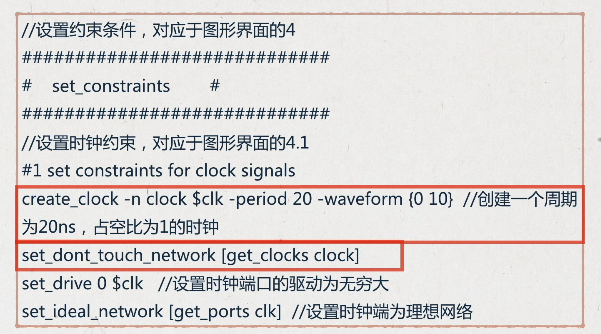 //设置约束条件，对应于图形界面的4
############################
#    set_constraints        #
############################
//设置时钟约束，对应于图形界面的4.1
#1 set constraints for clock signals
create_clock -n clock $clk -period 20 -waveform {0 10}  //创建一个周期
为20ns，占空比为1的时钟
set_dont_touch_network [get_clocks clock]
set_drive 0 $clk   //设置时钟端口的驱动为无穷大
set_ideal_network [get_ports clk]  //设置时钟端为理想网络